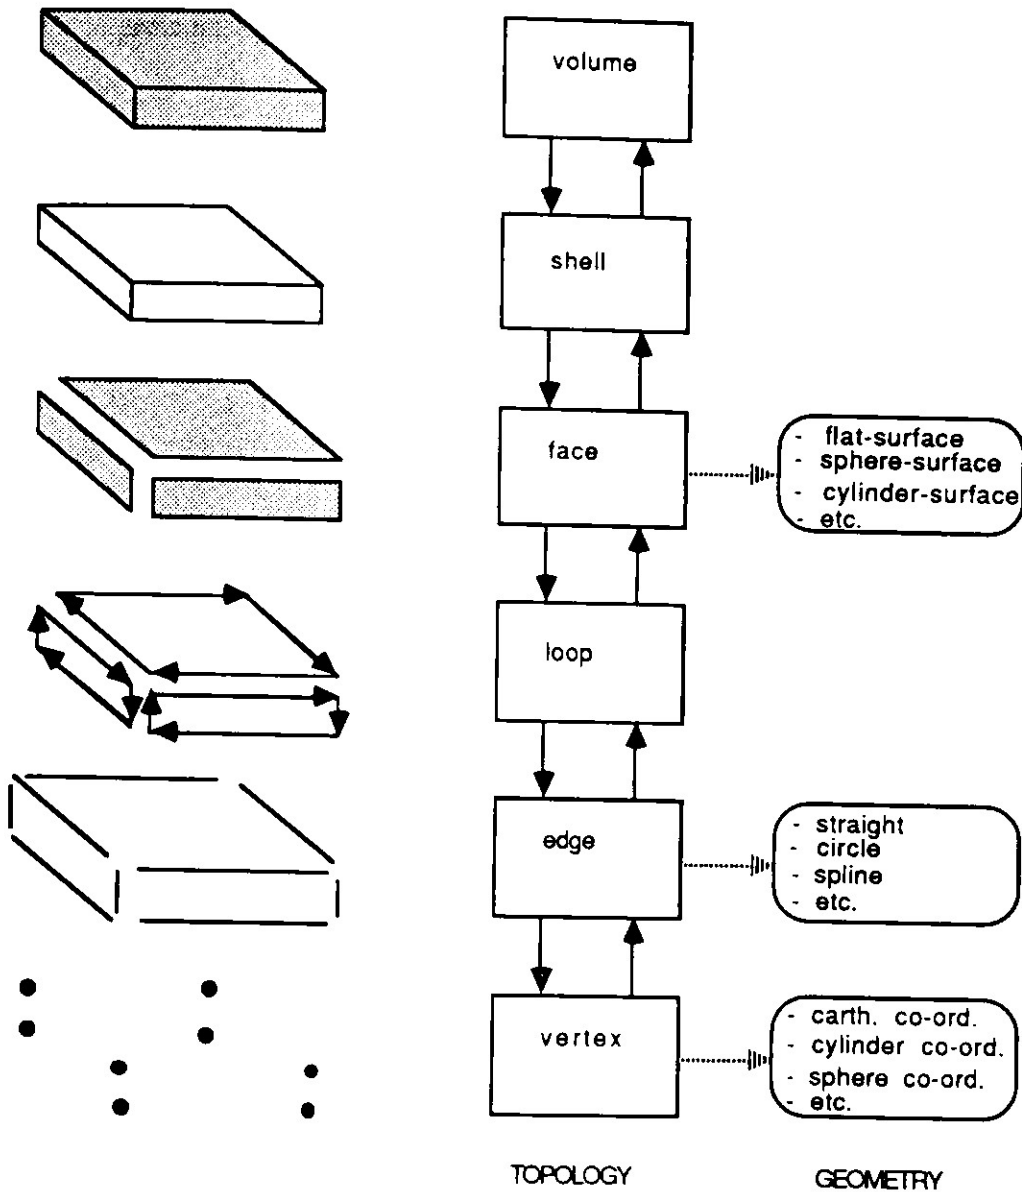 volume
shell
face
- flat-surface
- sphere-surface
- cylinder-surface
- etc.
loop
edge
- straight
- circle
- spline
- etc.
vertex
- carth. co-ord.
- cylinder co-ord.
- sphere co-ord.
- etc.
TOPOLOGY
GEOMETRY